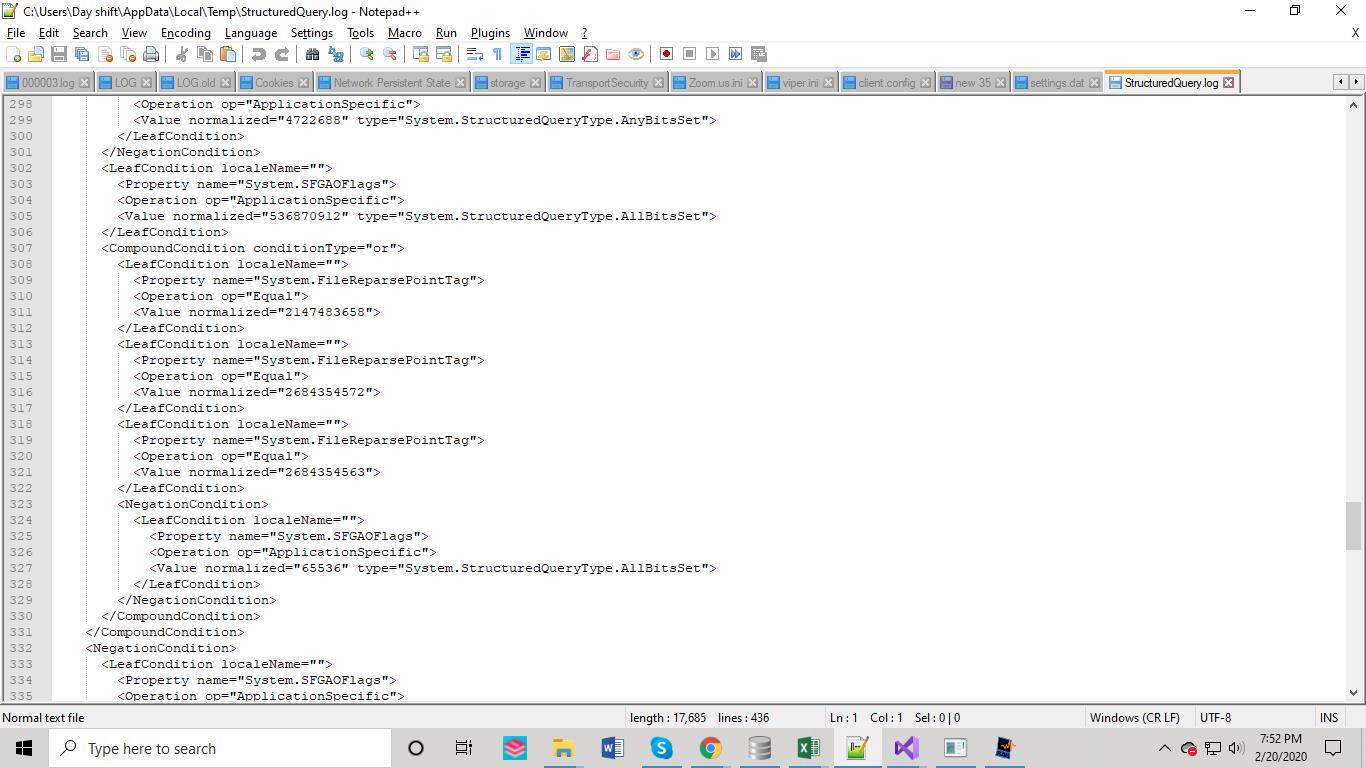 C:\Users\Day shift\AppData\Local\Temp\StructuredQuery.log - Notepad++
File Edit Search View Encoding Language Settings Tools Macro Run Plugins Window ? X
000003.log LOG LOG.old Cookies Network Persistent State storage TransportSecurity Zoom.us.ini viper.ini client.config new 35 settings.dat StructuredQuery.log
298 <Operation op="ApplicationSpecific">
299 <Value normalized="4722688" type="System.StructuredQueryType.AnyBitsSet">
300 </LeafCondition>
301 </NegationCondition>
302 <LeafCondition localeName="">
303 <Property name="System.SFGAOFlags">
304 <Operation op="ApplicationSpecific">
305 <Value normalized="536870912" type="System.StructuredQueryType.AllBitsSet">
306 </LeafCondition>
307 <CompoundCondition conditionType="or">
308 <LeafCondition localeName="">
309 <Property name="System.FileReparsePointTag">
310 <Operation op="Equal">
311 <Value normalized="2147483658">
312 </LeafCondition>
313 <LeafCondition localeName="">
314 <Property name="System.FileReparsePointTag">
315 <Operation op="Equal">
316 <Value normalized="2684354572">
317 </LeafCondition>
318 <LeafCondition localeName="">
319 <Property name="System.FileReparsePointTag">
320 <Operation op="Equal">
321 <Value normalized="2684354563">
322 </LeafCondition>
323 <NegationCondition>
324 <LeafCondition localeName="">
325 <Property name="System.SFGAOFlags">
326 <Operation op="ApplicationSpecific">
327 <Value normalized="65536" type="System.StructuredQueryType.AllBitsSet">
328 </LeafCondition>
329 </NegationCondition>
330 </CompoundCondition>
331 </CompoundCondition>
332 <NegationCondition>
333 <LeafCondition localeName="">
334 <Property name="System.SFGAOFlags">
335 <Operation op="ApplicationSpecific">
Normal text file length : 17,685 lines : 436 Ln : 1 Col : 1 Sel : 0 | 0 Windows (CR LF) UTF-8 INS
Type here to search
7:52 PM
2/20/2020